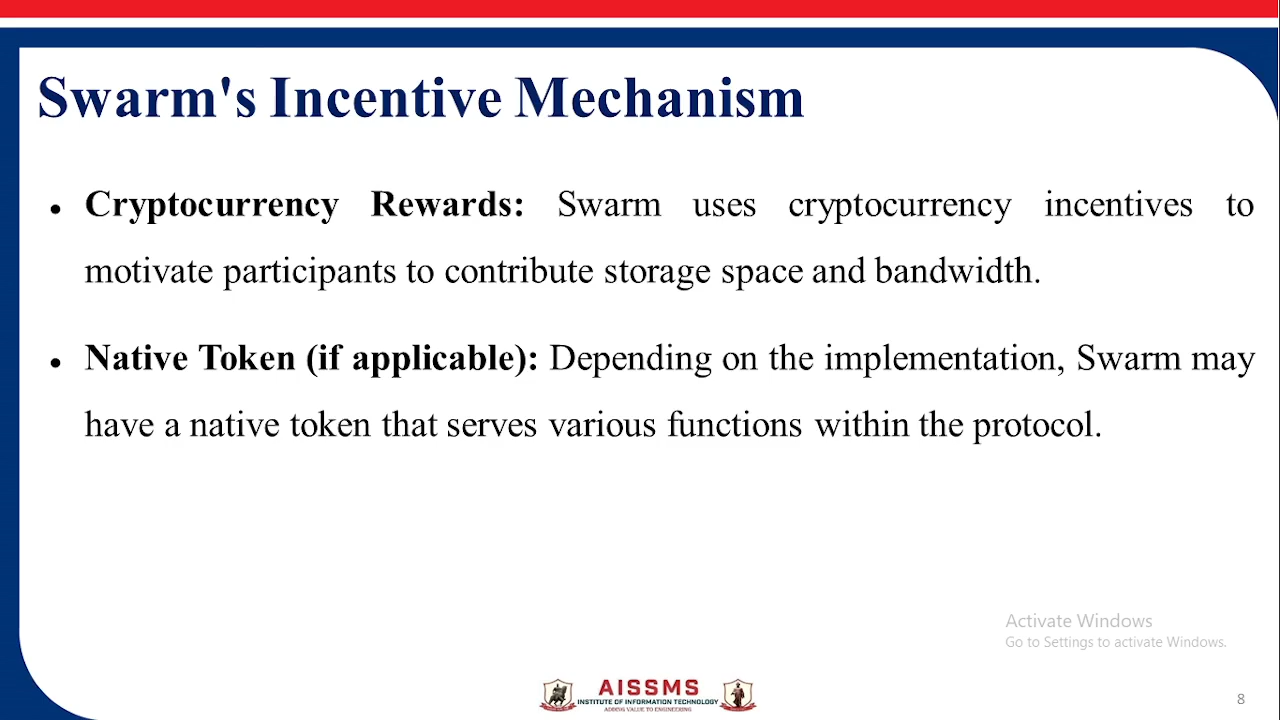 Swarm's Incentive Mechanism
• Cryptocurrency Rewards: Swarm uses cryptocurrency incentives to
motivate participants to contribute storage space and bandwidth.
• Native Token (if applicable): Depending on the implementation, Swarm may
have a native token that serves various functions within the protocol.
Activate Windows
Go to Settings to activate Windows.
AISSMS
INSTITUTE OF INFORMATION TECHNOLOGY
ADDING VALUE TO ENGINEERING
8